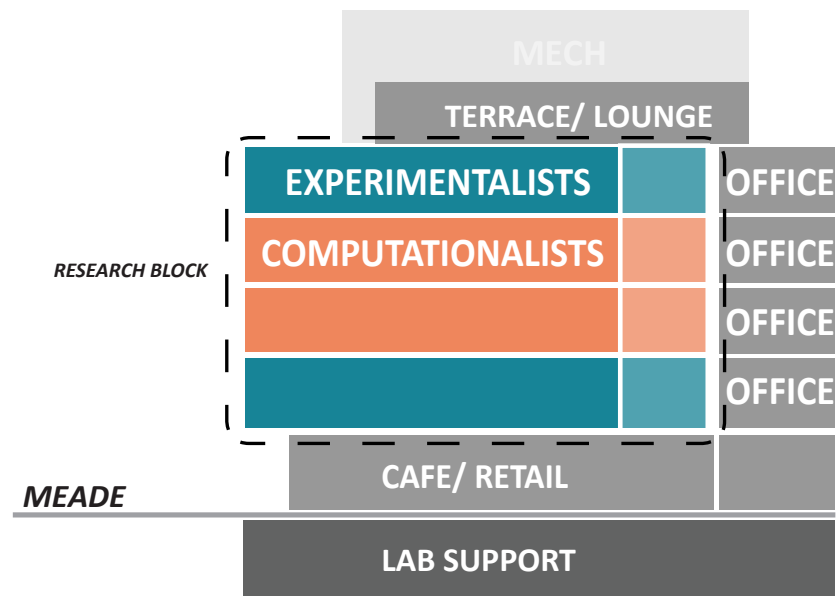 MECH
TERRACE/ LOUNGE
EXPERIMENTALISTS
OFFICE
COMPUTATIONALISTS
OFFICE
RESEARCH BLOCK
OFFICE
OFFICE
CAFE/ RETAIL
MEADE
LAB SUPPORT